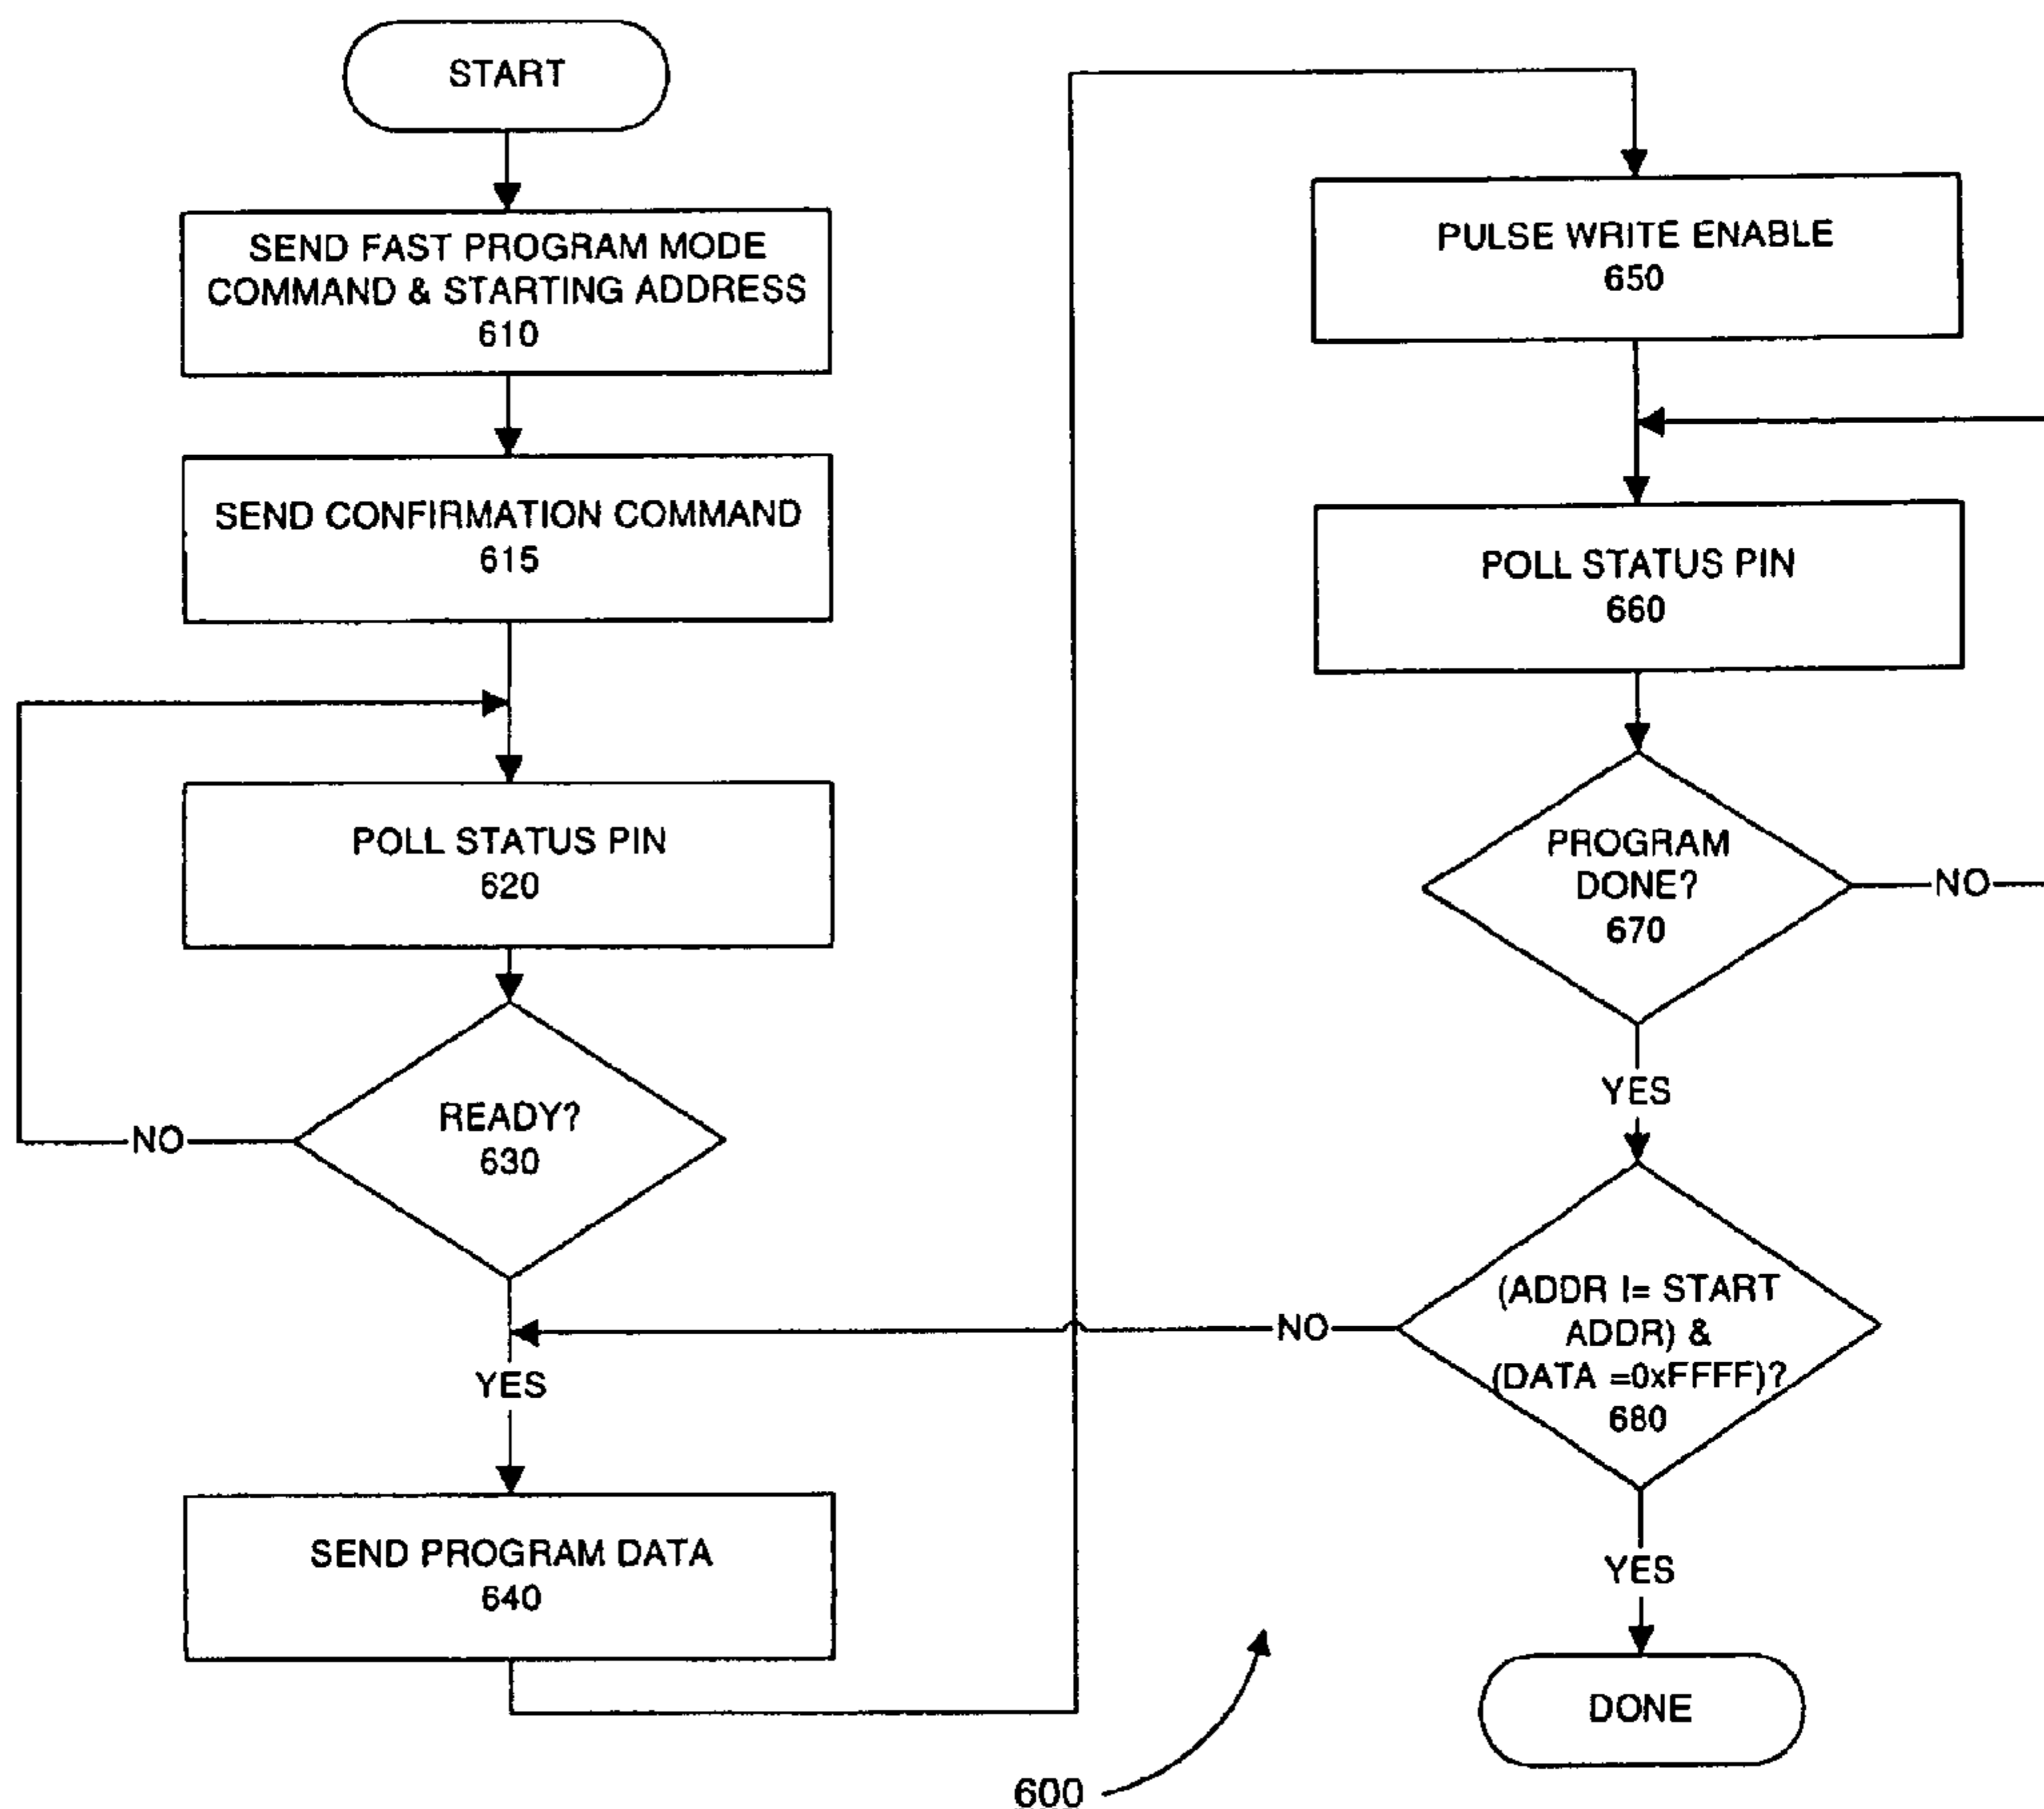 START
SEND FAST PROGRAM MODE
COMMAND & STARTING ADDRESS
610
SEND CONFIRMATION COMMAND
615
POLL STATUS PIN
620
READY?
630
NO
YES
SEND PROGRAM DATA
640
PULSE WRITE ENABLE
650
POLL STATUS PIN
660
PROGRAM
DONE?
670
NO
YES
(ADDR != START
ADDR) &
(DATA =0xFFFF)?
680
NO
YES
DONE
600